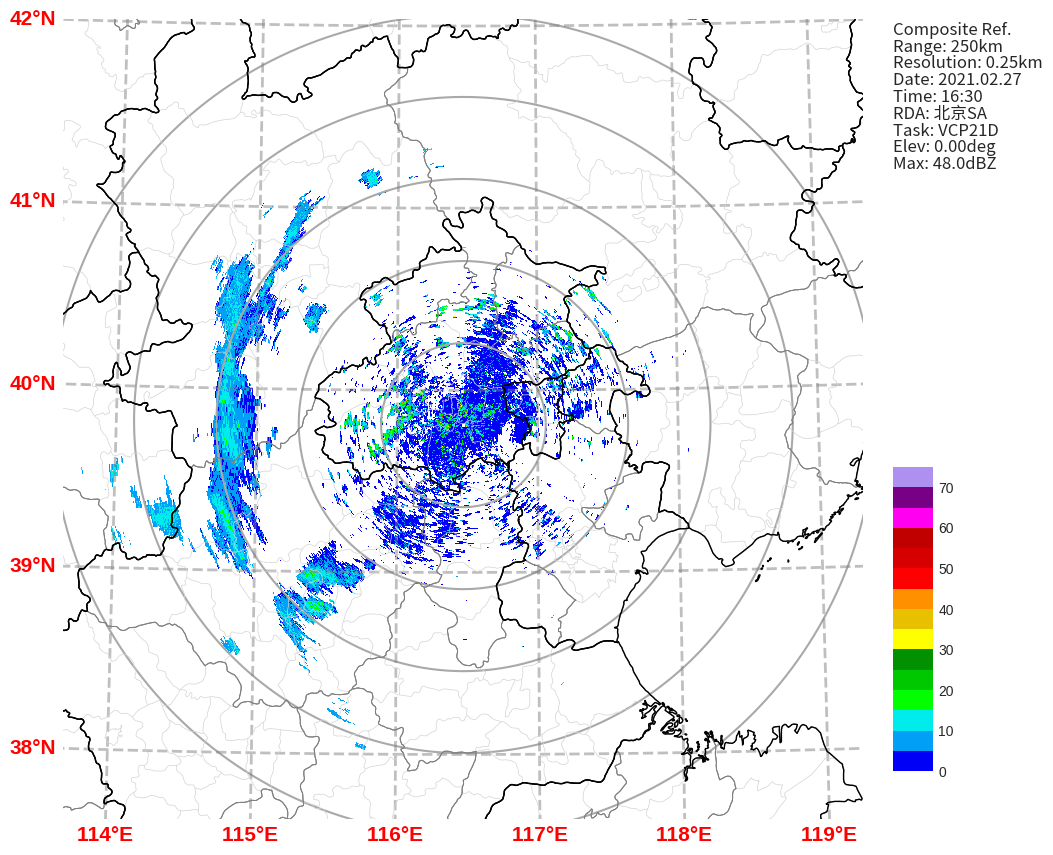 42°N
41°N
40°N
39°N
38°N
114°E
115°E
116°E
117°E
118°E
119°E
Composite Ref.
Range: 250km
Resolution: 0.25km
Date: 2021.02.27
Time: 16:30
RDA: 北京SA
Task: VCP21D
Elev: 0.00deg
Max: 48.0dBZ
70
60
50
40
30
20
10
0